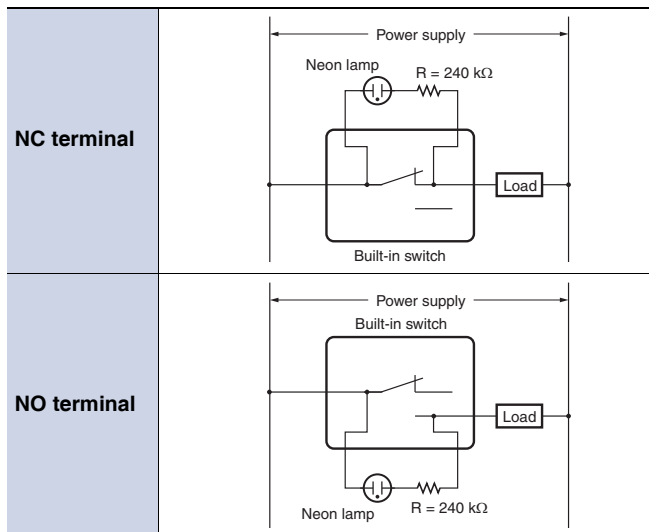 NC terminal
Power supply
Neon lamp
R = 240 kΩ
Load
Built-in switch
NO terminal
Power supply
Built-in switch
Load
Neon lamp
R = 240 kΩ